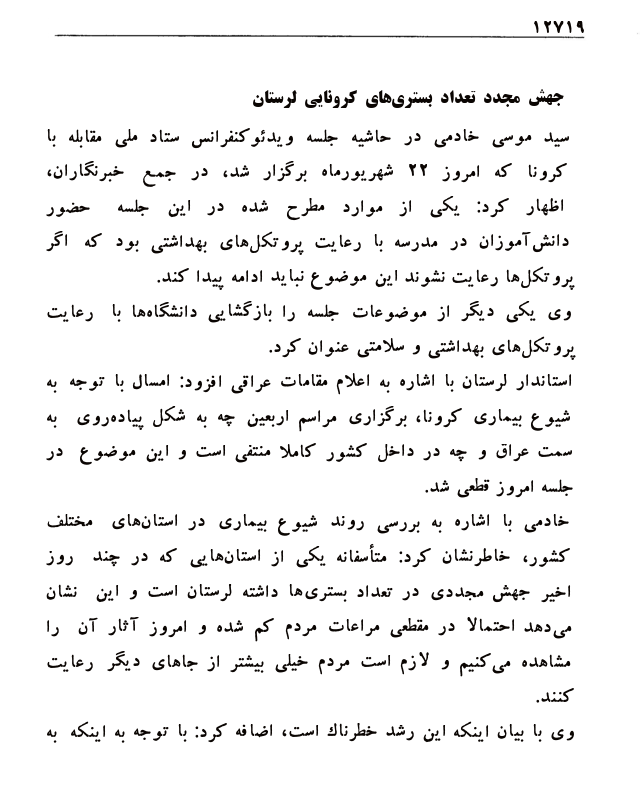 ۱۲۷۱۹
جهش مجدد تعداد بستری‌های کرونایی لرستان
سید موسی خادمی در حاشیه جلسه ویدئوکنفرانس ستاد ملی مقابله با
کرونا که امروز ۲۲ شهریورماه برگزار شد، در جمع خبرنگاران،
اظهار کرد: یکی از موارد مطرح شده در این جلسه حضور
دانش‌آموزان در مدرسه با رعایت پروتکل‌های بهداشتی بود که اگر
پروتکل‌ها رعایت نشوند این موضوع نباید ادامه پیدا کند.
وی یکی دیگر از موضوعات جلسه را بازگشایی دانشگاه‌ها با رعایت
پروتکل‌های بهداشتی و سلامتی عنوان کرد.
استاندار لرستان با اشاره به اعلام مقامات عراقی افزود: امسال با توجه به
شیوع بیماری کرونا، برگزاری مراسم اربعین چه به شکل پیاده‌روی به
سمت عراق و چه در داخل کشور کاملا منتفی است و این موضوع در
جلسه امروز قطعی شد.
خادمی با اشاره به بررسی روند شیوع بیماری در استان‌های مختلف
کشور، خاطرنشان کرد: متأسفانه یکی از استان‌هایی که در چند روز
اخیر جهش مجددی در تعداد بستری‌ها داشته لرستان است و این نشان
می‌دهد احتمالا در مقطعی مراعات مردم کم شده و امروز آثار آن را
مشاهده می‌کنیم و لازم است مردم خیلی بیشتر از جاهای دیگر رعایت
کنند.
وی با بیان اینکه این رشد خطرناک است، اضافه کرد: با توجه به اینکه به